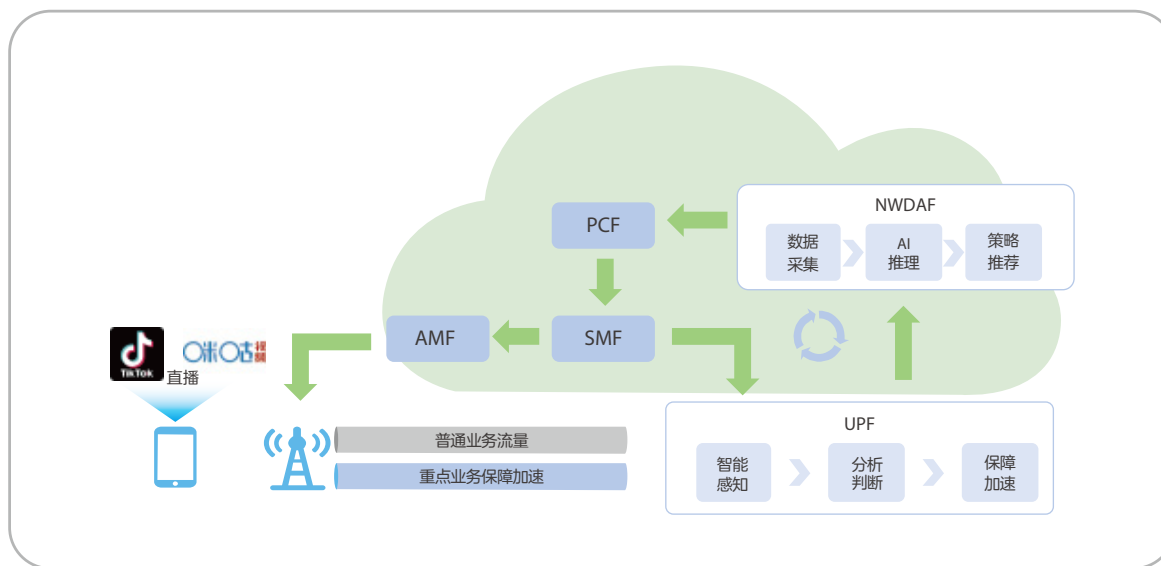 NWDAF
PCF
数据
采集
AI
推理
策略
推荐
AMF
SMF
TikTok
咪咕视频
直播
UPF
普通业务流量
重点业务保障加速
智能
感知
分析
判断
保障
加速